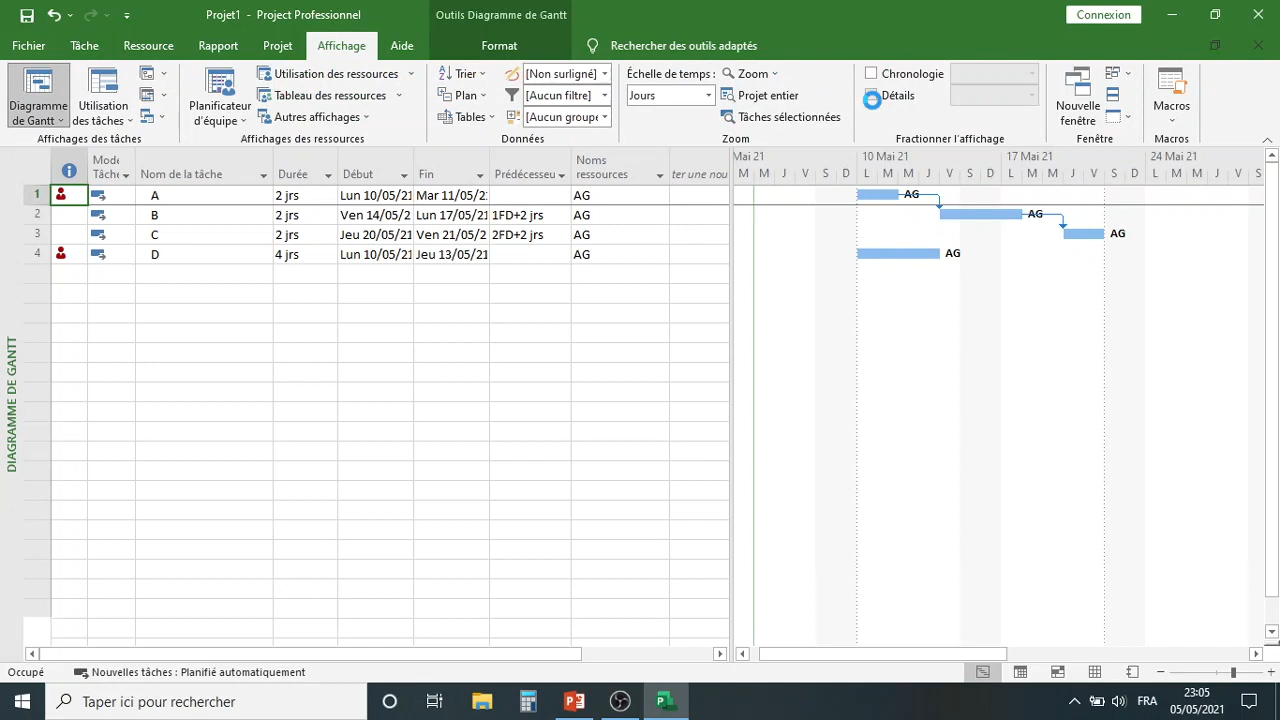 Projet1 - Project Professionnel
Outils Diagramme de Gantt
Connexion
Fichier Tâche Ressource Rapport Projet Affichage Aide Format Rechercher des outils adaptés
Diagramme de Gantt
Utilisation des tâches
Affichages des tâches
Planificateur d'équipe
Utilisation des ressources
Tableau des ressources
Autres affichages
Affichages des ressources
Trier
Plan
Tables
[Non surligné]
[Aucun filtre]
[Aucun groupe
Données
Échelle de temps :
Jours
Zoom
Projet entier
Tâches sélectionnées
Zoom
Chronologie
Détails
Fractionner l'affichage
Nouvelle fenêtre
Fenêtre
Macros
Macros
Mode Tâche Nom de la tâche Durée Début Fin Prédécesseu Noms ressources ter une nou
1 A 2 jrs Lun 10/05/21 Mar 11/05/2 AG
2 B 2 jrs Ven 14/05/2 Lun 17/05/21 1FD+2 jrs AG
3 C 2 jrs Jeu 20/05/21 Ven 21/05/2 2FD+2 jrs AG
4 D 4 jrs Lun 10/05/21 Jeu 13/05/21 AG
Mai 21 10 Mai 21 17 Mai 21 24 Mai 21
M M J V S D L M M J V S D L M M J V S D L M M J V S
AG
AG
AG
AG
DIAGRAMME DE GANTT
Occupé Nouvelles tâches : Planifié automatiquement
Taper ici pour rechercher
FRA
23:05
05/05/2021